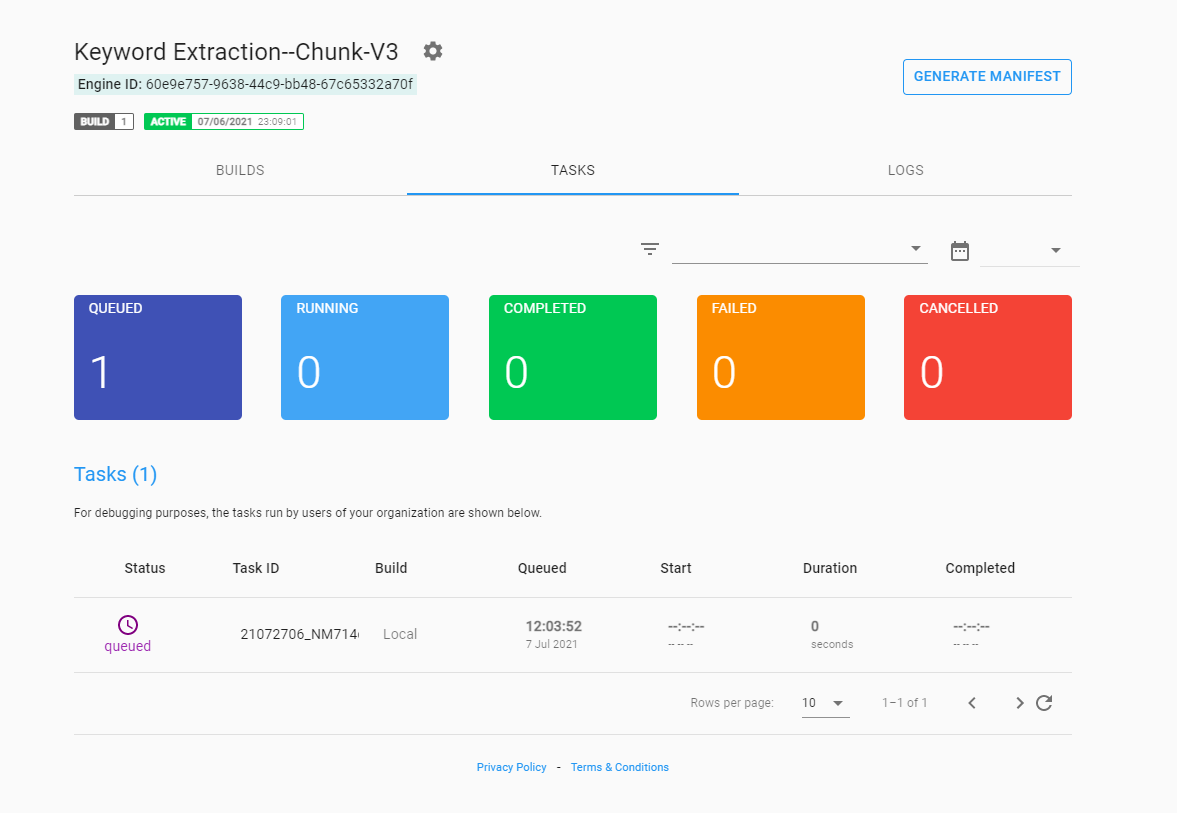 Keyword Extraction--Chunk-V3
Engine ID: 60e9e757-9638-44c9-bb48-67c65332a70f
GENERATE MANIFEST
BUILD 1 ACTIVE 07/06/2021 23:09:01
BUILDS TASKS LOGS
QUEUED RUNNING COMPLETED FAILED CANCELLED
1 0 0 0 0
Tasks (1)
For debugging purposes, the tasks run by users of your organization are shown below.
Status Task ID Build Queued Start Duration Completed
queued 21072706_NM714 Local 12:03:52 --:--:-- 0 --:--:--
7 Jul 2021 -- -- -- seconds -- -- --
Rows per page: 10 1-1 of 1
Privacy Policy - Terms & Conditions